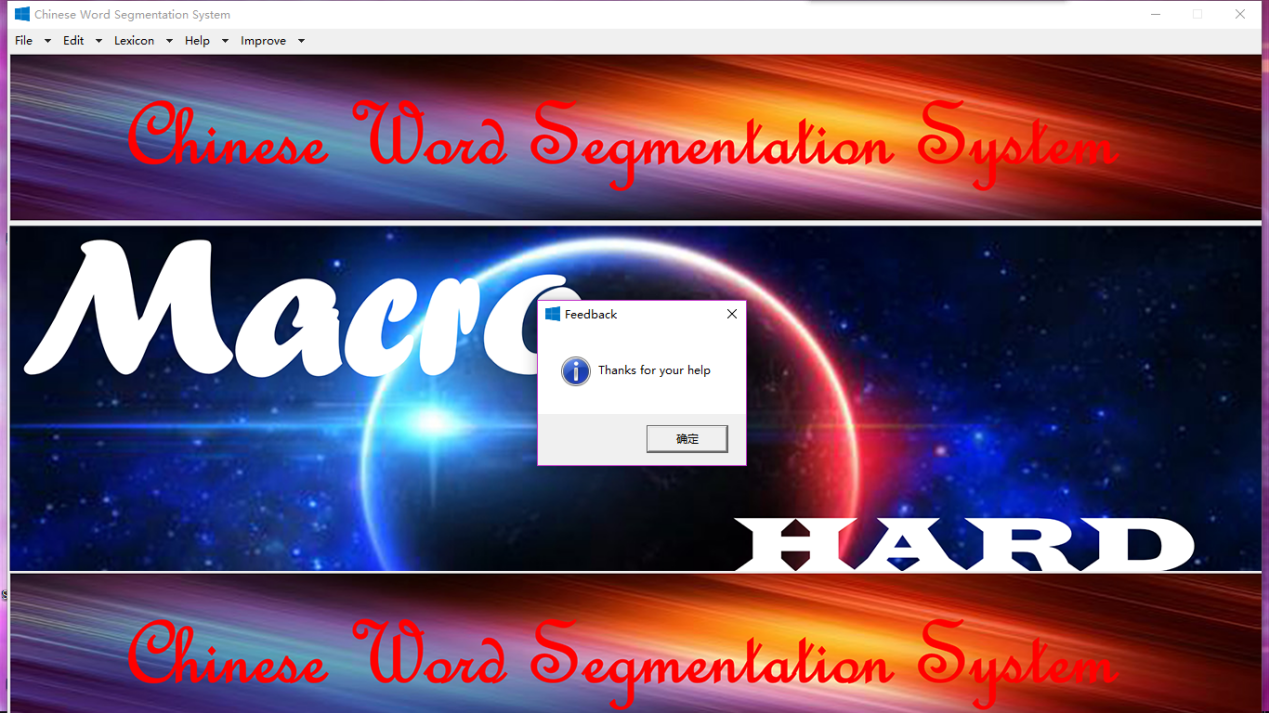 Chinese Word Segmentation System
File Edit Lexicon Help Improve
Chinese Word Segmentation System
Macro
Feedback
Thanks for your help
确定
HARD
Chinese Word Segmentation System